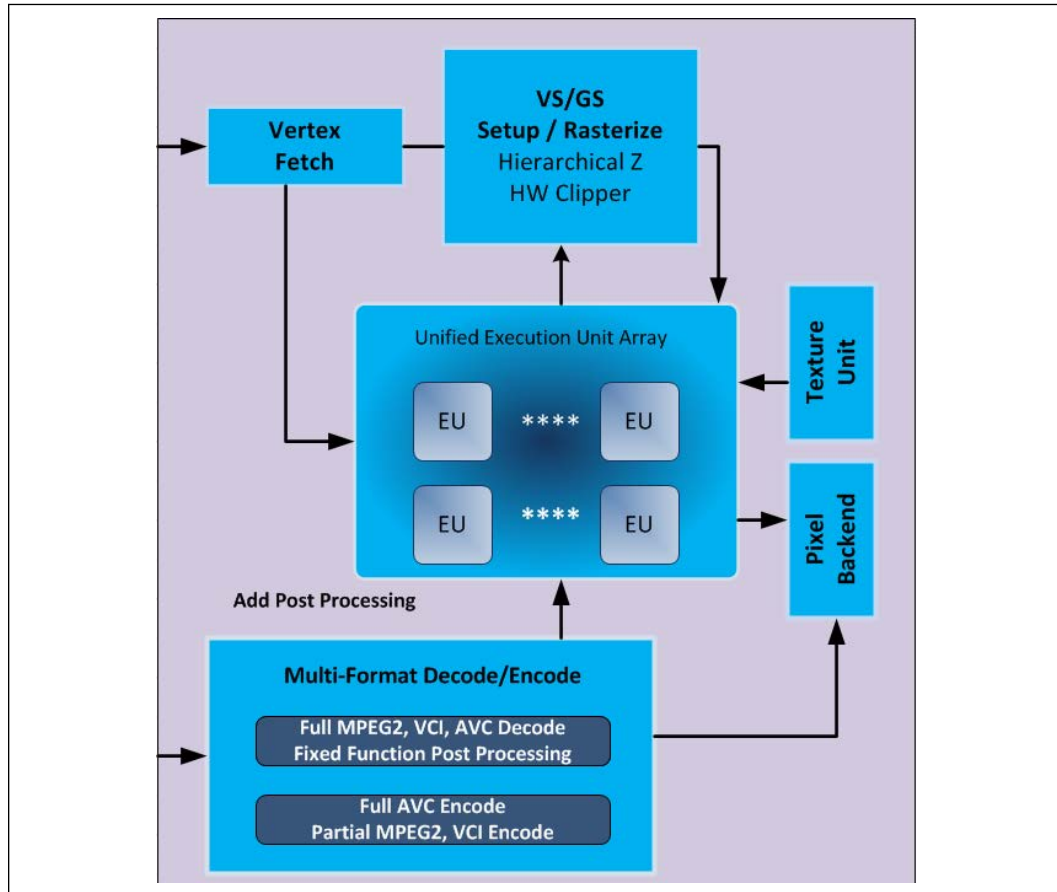 VS/GS
Setup / Rasterize
Hierarchical Z
HW Clipper
Vertex
Fetch
Unified Execution Unit Array
EU
****
EU
EU
****
EU
Texture
Unit
Pixel
Backend
Add Post Processing
Multi-Format Decode/Encode
Full MPEG2, VCI, AVC Decode
Fixed Function Post Processing
Full AVC Encode
Partial MPEG2, VCI Encode